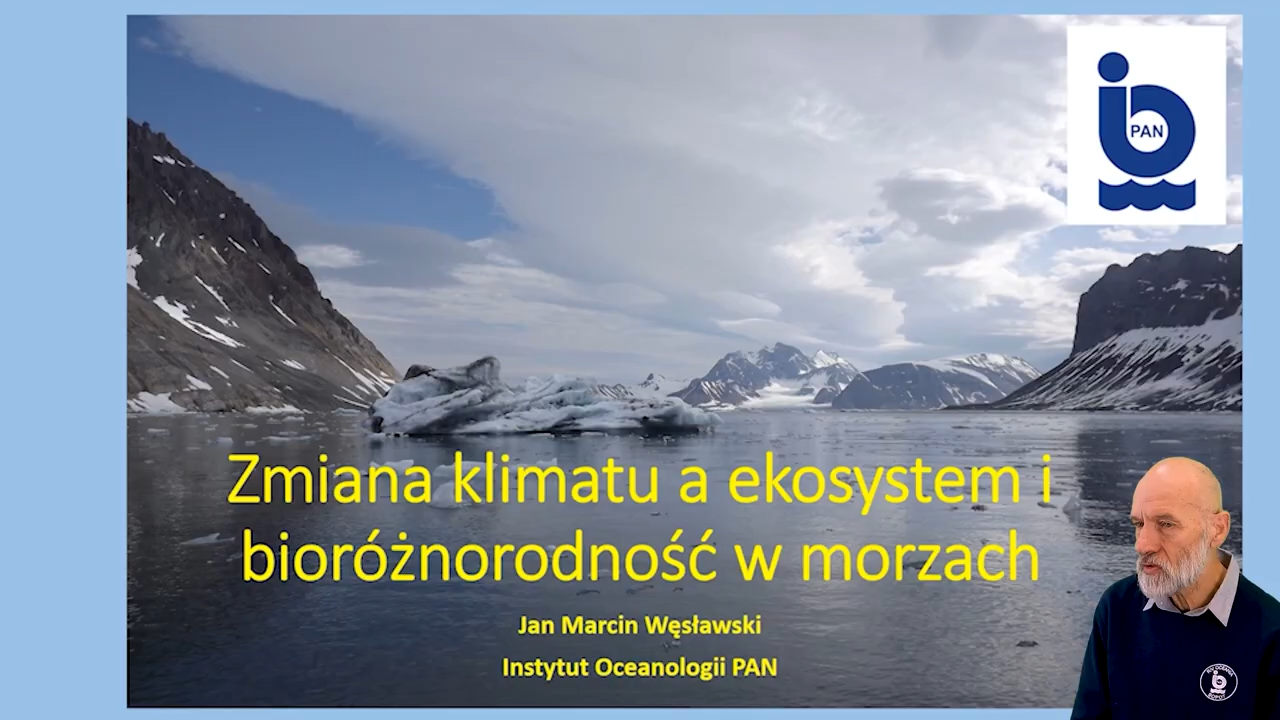 PAN
Zmiana klimatu a ekosystem i
bioróżnorodność w morzach
Jan Marcin Węsławski
Instytut Oceanologii PAN